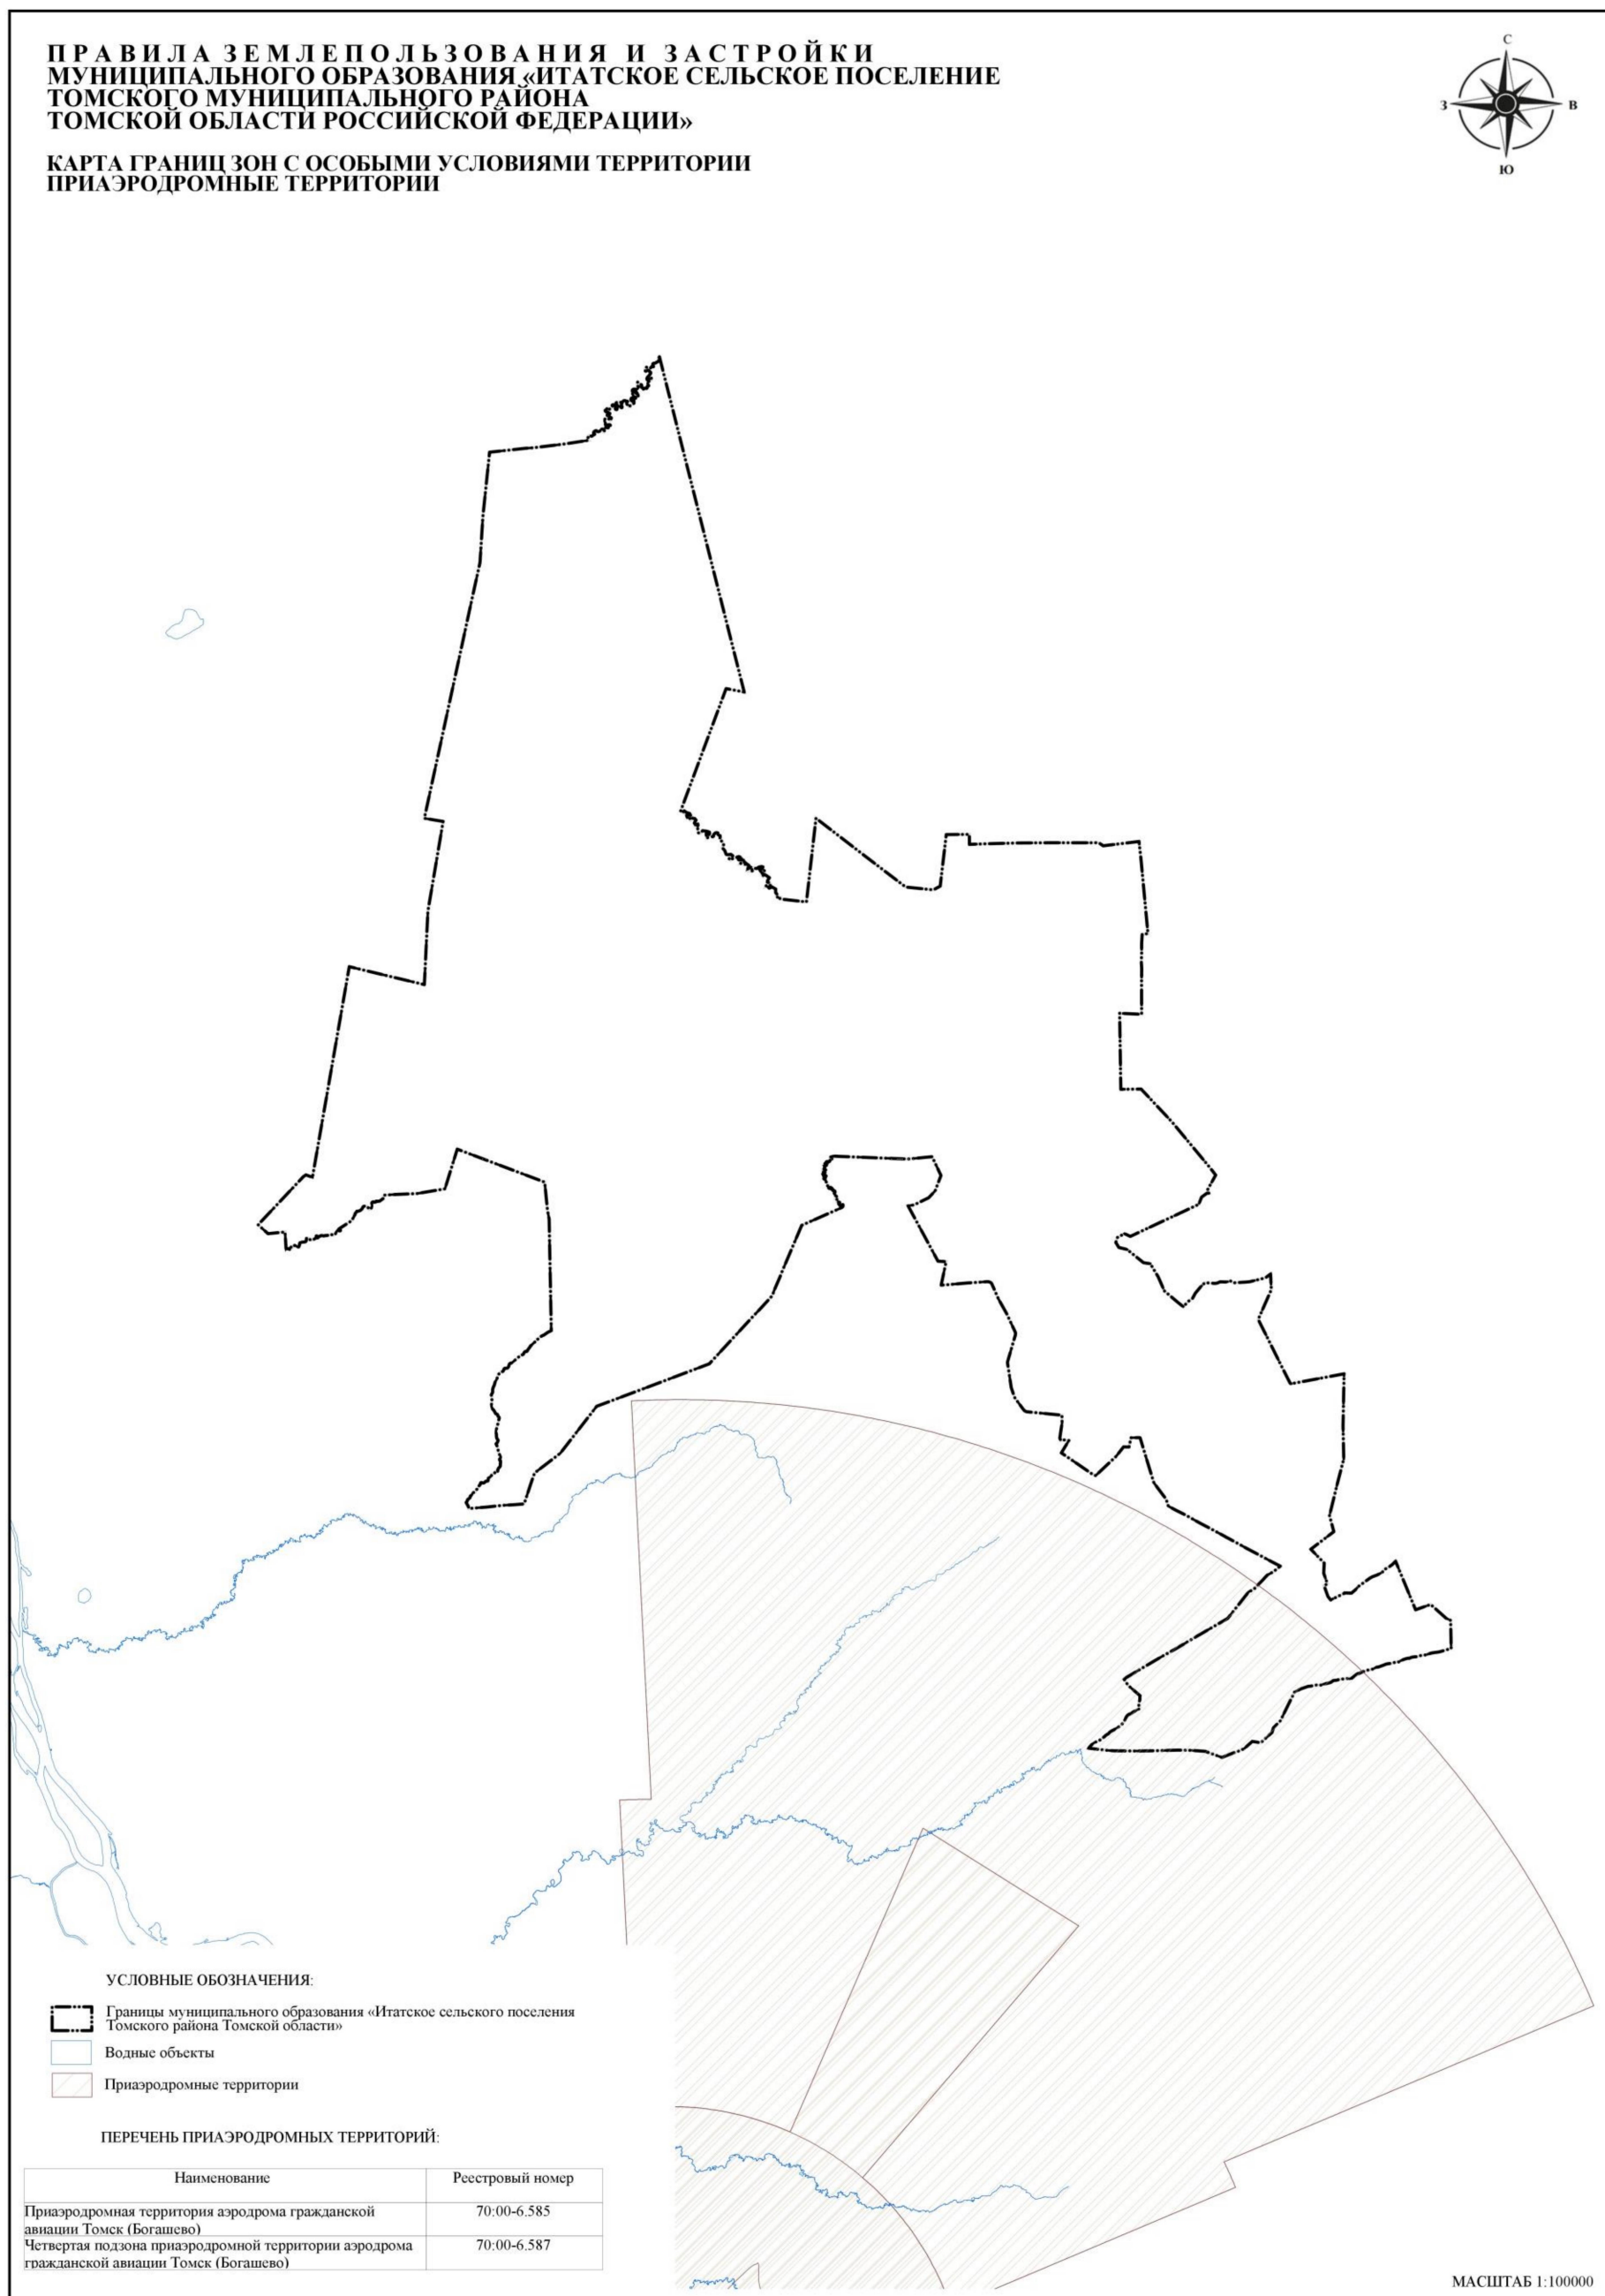 ПРАВИЛА ЗЕМЛЕПОЛЬЗОВАНИЯ И ЗАСТРОЙКИ
МУНИЦИПАЛЬНОГО ОБРАЗОВАНИЯ «ИТАТСКОЕ СЕЛЬСКОЕ ПОСЕЛЕНИЕ
ТОМСКОГО МУНИЦИПАЛЬНОГО РАЙОНА
ТОМСКОЙ ОБЛАСТИ РОССИЙСКОЙ ФЕДЕРАЦИИ»
КАРТА ГРАНИЦ ЗОН С ОСОБЫМИ УСЛОВИЯМИ ТЕРРИТОРИИ
ПРИАЭРОДРОМНЫЕ ТЕРРИТОРИИ
С
З
В
Ю
УСЛОВНЫЕ ОБОЗНАЧЕНИЯ:
Границы муниципального образования «Итатское сельского поселения
Томского района Томской области»
Водные объекты
Приаэродромные территории
ПЕРЕЧЕНЬ ПРИАЭРОДРОМНЫХ ТЕРРИТОРИЙ:
Наименование
Реестровый номер
Приаэродромная территория аэродрома гражданской
авиации Томск (Богашево)
70:00-6.585
Четвертая подзона приаэродромной территории аэродрома
гражданской авиации Томск (Богашево)
70:00-6.587
МАСШТАБ 1:100000